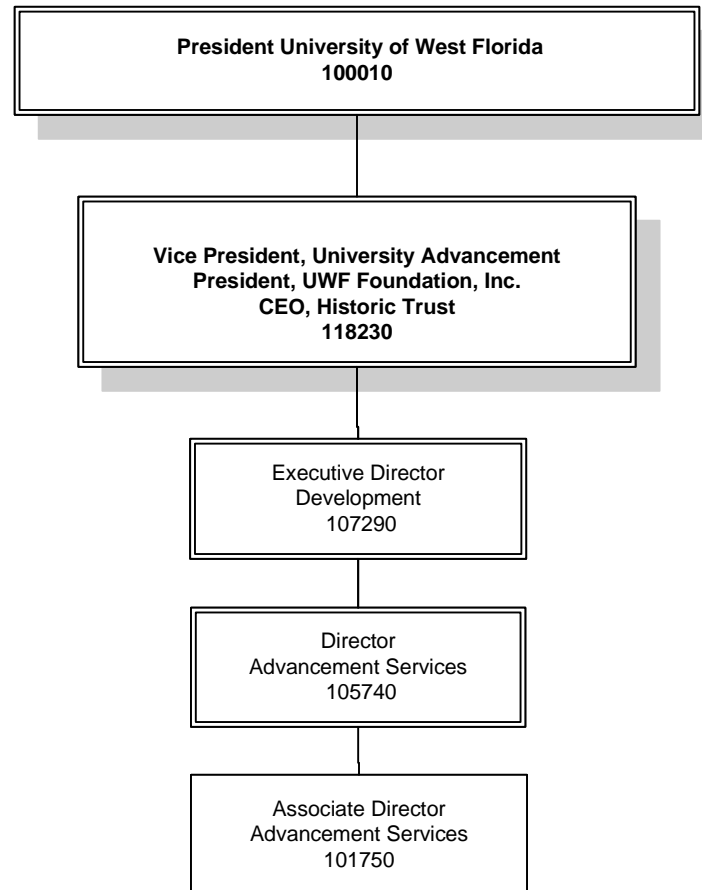 President University of West Florida
100010
Vice President, University Advancement
President, UWF Foundation, Inc.
CEO, Historic Trust
118230
Executive Director
Development
107290
Director
Advancement Services
105740
Associate Director
Advancement Services
101750